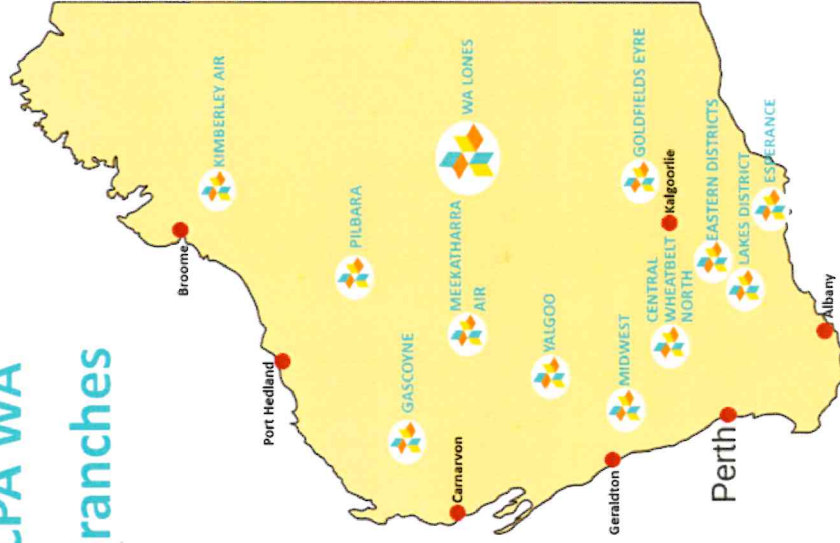 CPA WA
ranches
KIMBERLEY AIR
Broome
PILBARA
Port Hedland
WA LONES
MEEKATHARRA
AIR
GASCOYNE
Carnarvon
YALGOO
GOLDFIELDS EYRE
Kalgoorlie
CENTRAL
WHEATBELT
NORTH
MIDWEST
Geraldton
EASTERN DISTRICTS
LAKES DISTRICT
ESPERANCE
Perth
Albany